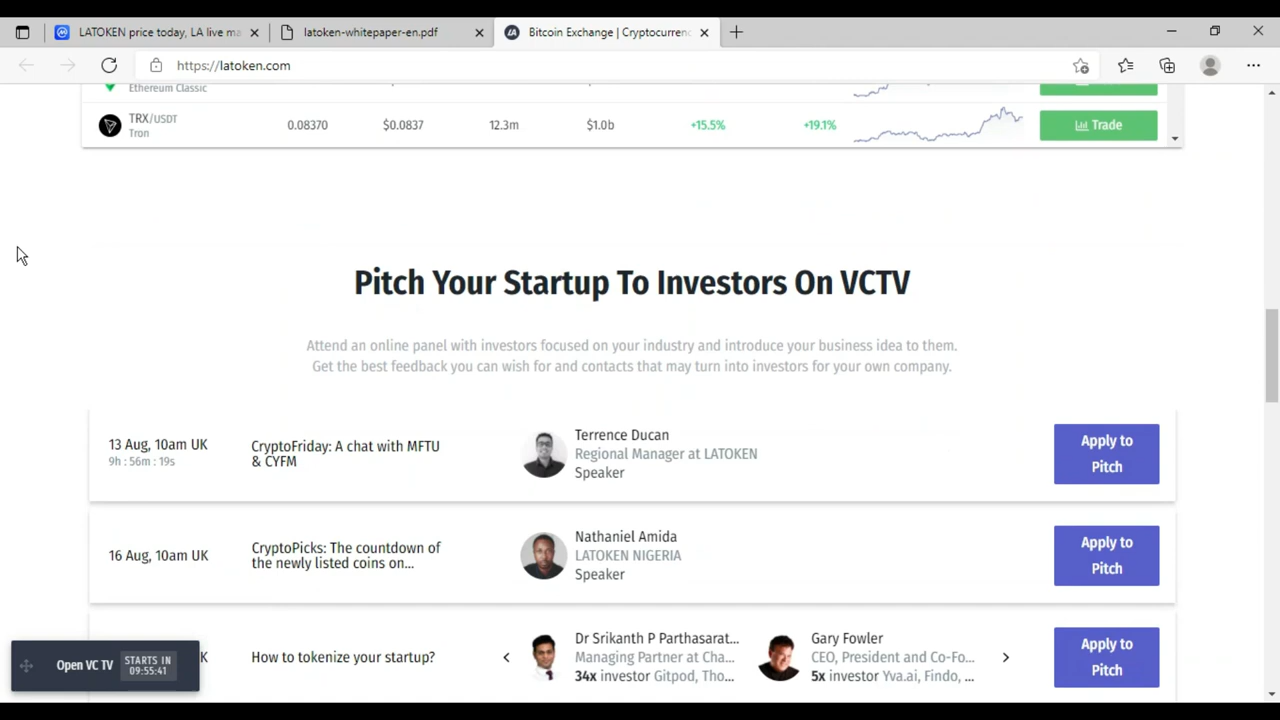 LATOKEN price today, LA live ma
latoken-whitepaper-en.pdf
Bitcoin Exchange | Cryptocurrenc
https://latoken.com
Ethereum Classic
TRX/USDT
Tron
0.08370
$0.0837
12.3m
$1.0b
+15.5%
+19.1%
Trade
Pitch Your Startup To Investors On VCTV
Attend an online panel with investors focused on your industry and introduce your business idea to them.
Get the best feedback you can wish for and contacts that may turn into investors for your own company.
13 Aug, 10am UK
9h : 56m : 19s
CryptoFriday: A chat with MFTU
& CYFM
Terrence Ducan
Regional Manager at LATOKEN
Speaker
Apply to
Pitch
16 Aug, 10am UK
CryptoPicks: The countdown of
the newly listed coins on...
Nathaniel Amida
LATOKEN NIGERIA
Speaker
Apply to
Pitch
K
How to tokenize your startup?
Dr Srikanth P Parthasarat...
Managing Partner at Cha...
34x investor Gitpod, Tho...
Gary Fowler
CEO, President and Co-Fo...
5x investor Yva.ai, Findo, ...
Apply to
Pitch
Open VC TV
STARTS IN
09:55:41